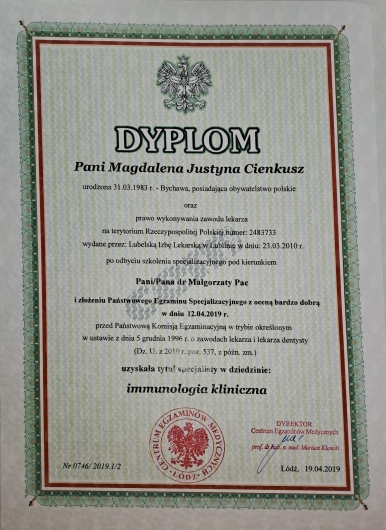 DYPLOM
Pani Magdalena Justyna Cienkusz
urodzona 31.03.1983 r. - Bychawa, posiadająca obywatelstwo polskie
oraz
prawo wykonywania zawodu lekarza
na terytorium Rzeczypospolitej Polskiej numer: 2483733
wydane przez: Lubelską Izbę Lekarską w Lublinie w dniu: 23.03.2010 r.
po odbyciu szkolenia specjalizacyjnego pod kierunkiem
Pani/Pana dr Małgorzaty Pac
i złożeniu Państwowego Egzaminu Specjalizacyjnego z oceną bardzo dobrą
w dniu 12.04.2019 r.
przed Państwową Komisją Egzaminacyjną w trybie określonym
w ustawie z dnia 5 grudnia 1996 r. o zawodach lekarza i lekarza dentysty
(Dz. U. z 2019 r. poz. 537, z późn. zm.)
uzyskała tytuł specjalisty w dziedzinie:
immunologia kliniczna
CENTRUM EGZAMINÓW MEDYCZNYCH
ŁÓDŹ
DYREKTOR
Centrum Egzaminów Medycznych
prof. dr hab. n. med. Mariusz Klencki
Nr 0746/ 2019.1/2
Łódź, 19.04.2019